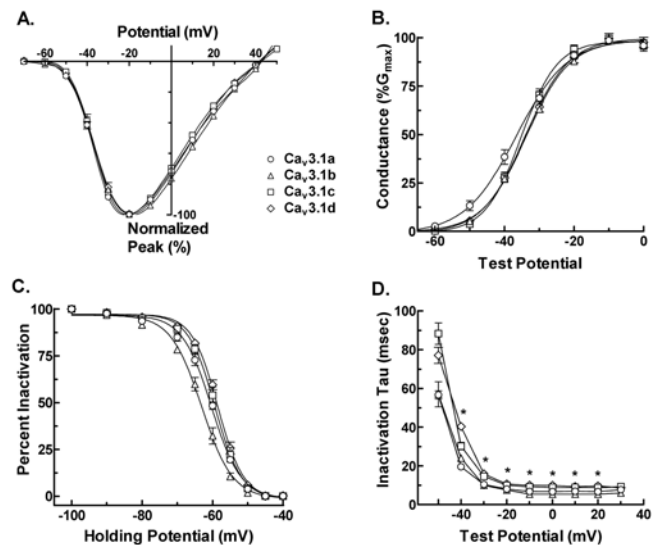 A.
Potential (mV)
-60 -40 -20 20 40
-100
Normalized
Peak (%)
Cav3.1a
Cav3.1b
Cav3.1c
Cav3.1d
B.
Conductance (%Gmax)
100
75
50
25
0
-60 -40 -20 0
Test Potential
C.
Percent Inactivation
100
75
50
25
0
-100 -80 -60 -40
Holding Potential (mV)
D.
Inactivation Tau (msec)
100
80
60
40
20
0
* * * * * * *
-40 -20 0 20 40
Test Potential (mV)